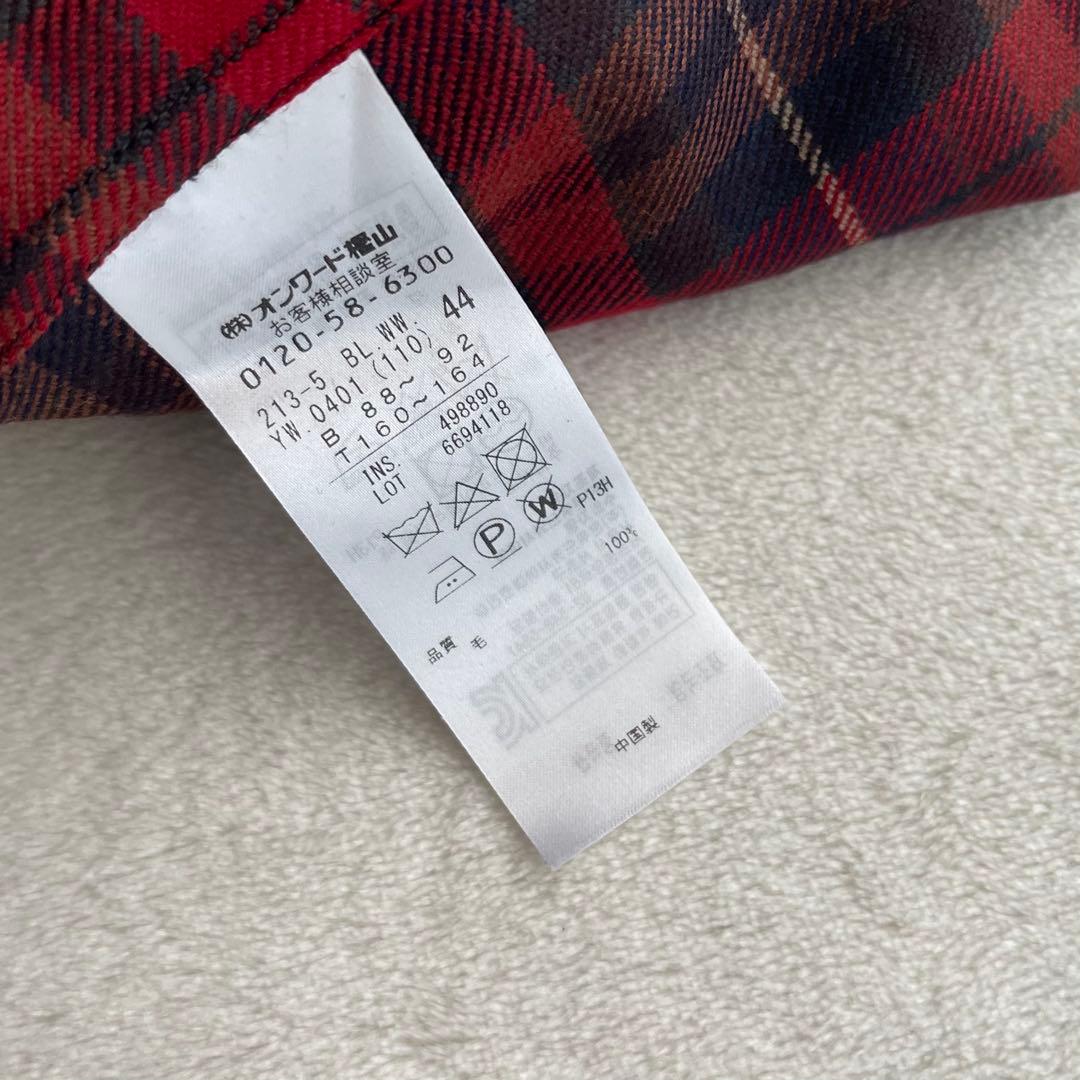 (株)オンワード樫山
お客様相談室
0120-58-6300
213-5 BL.WW. 44
YW.0401(110)
B 88~ 92
T160~164
INS. 498890
LOT 6694118
P W P13H
品質 毛 100%
中国製